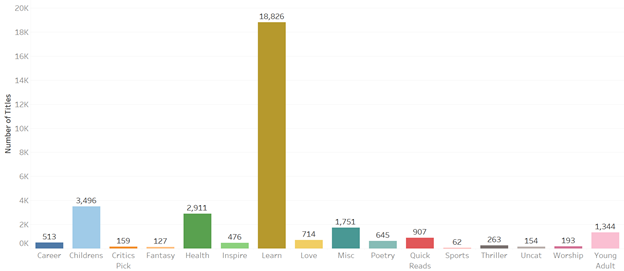 20K
18K
16K
14K
12K
10K
8K
6K
4K
2K
0K
Number of Titles
513
3,496
159
127
2,911
476
18,826
714
1,751
645
907
62
263
154
193
1,344
Career
Childrens
Critics
Pick
Fantasy
Health
Inspire
Learn
Love
Misc
Poetry
Quick
Reads
Sports
Thriller
Uncat
Worship
Young
Adult